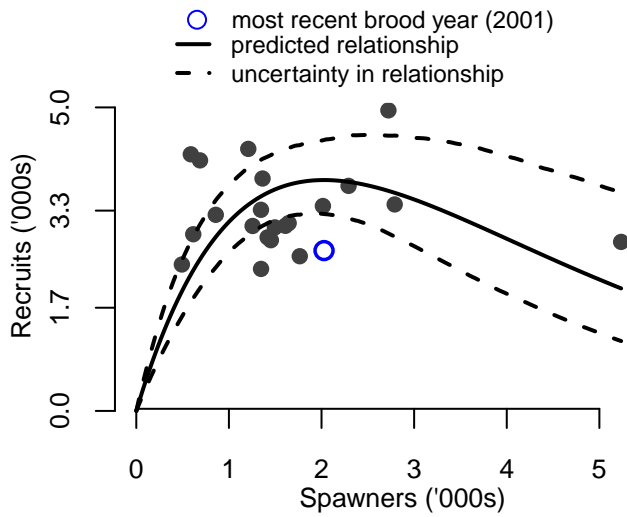 most recent brood year (2001)
predicted relationship
uncertainty in relationship
5.0
3.3
1.7
0.0
Recruits ('000s)
0 1 2 3 4 5
Spawners ('000s)